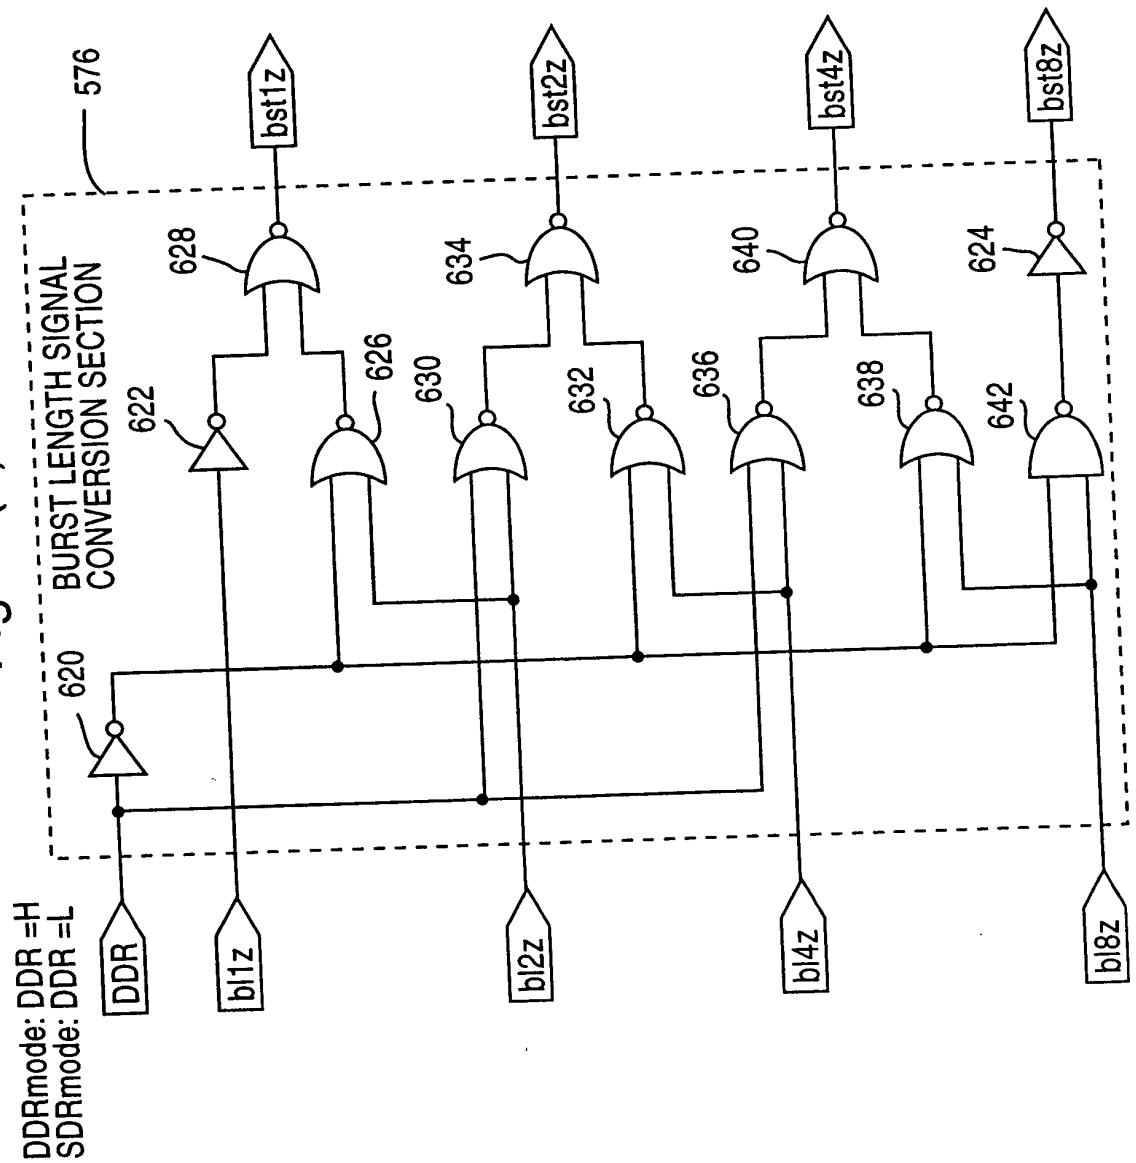 DDRmode: DDR =H
SDRmode: DDR =L
BURST LENGTH SIGNAL
CONVERSION SECTION
576
DDR
620
bl1z
622
626
628
bst1z
bl2z
630
632
634
bst2z
bl4z
636
638
640
bst4z
bl8z
642
624
bst8z